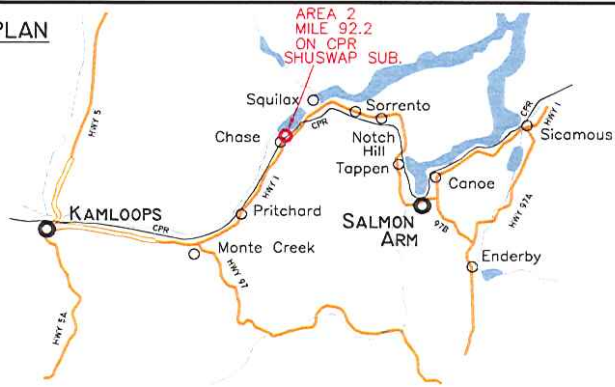 PLAN
AREA 2
MILE 92.2
ON CPR
SHUSWAP SUB.
HWY 5
Squilax
Sorrento
Chase
CPR
Notch
Hill
Tappen
CPR
HWY 1
Sicamous
Canoe
HWY 1
KAMLOOPS
CPR
Pritchard
SALMON
ARM
97B
HWY 97A
Monte Creek
HWY 97
Enderby
HWY 5A